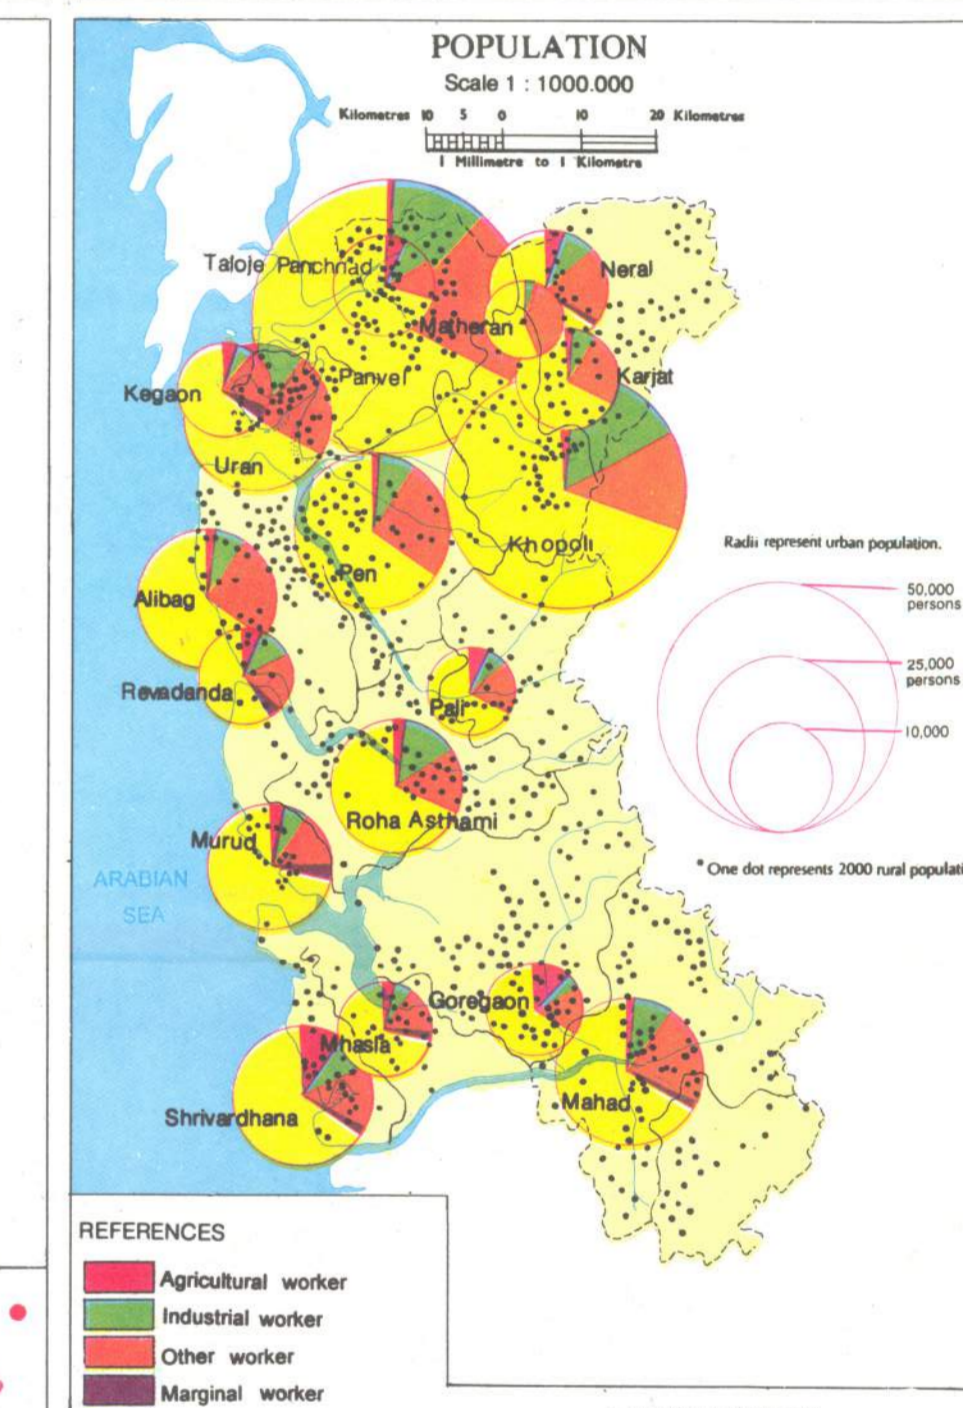 POPULATION
Scale 1 : 1000.000
Kilometres 10 5 0 10 20 Kilometres
1 Millimetre to 1 Kilometre
Taloje Panchnad
Neral
Matheran
Karjat
Panvel
Kegaon
Uran
Khopoli
Pen
Alibag
Revadanda
Pali
Roha Asthami
Murud
ARABIAN
SEA
Goregaon
Mhasla
Mahad
Shrivardhana
Radii represent urban population.
50,000
persons
25,000
persons
10,000
One dot represents 2000 rural populati
REFERENCES
Agricultural worker
Industrial worker
Other worker
Marginal worker